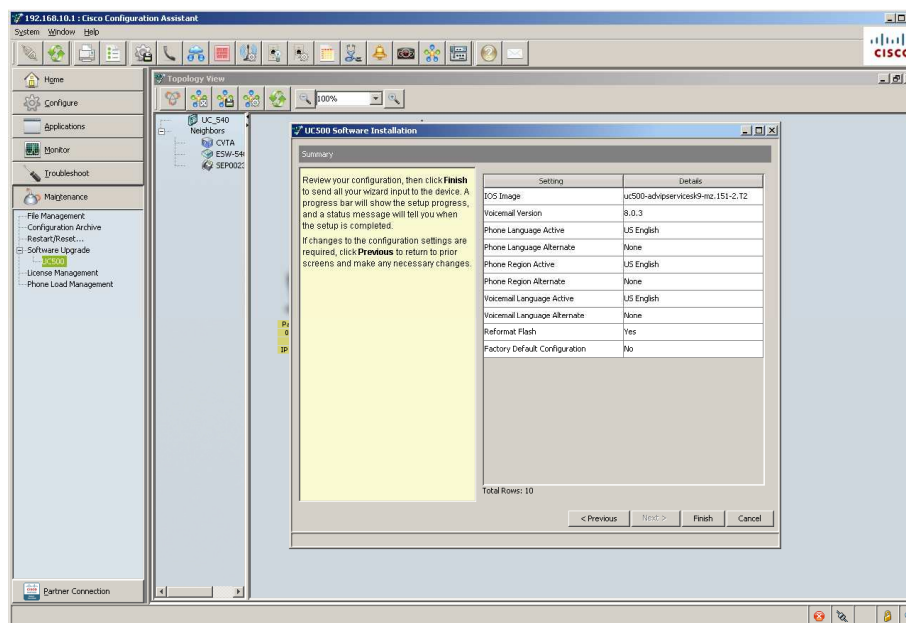 192.168.10.1 : Cisco Configuration Assistant
System Window Help
CISCO
Home
Configure
Applications
Monitor
Troubleshoot
Maintenance
File Management
Configuration Archive
Restart/Reset...
Software Upgrade
UC500
License Management
Phone Load Management
Partner Connection
Topology View
100%
UC_540
Neighbors
CVTA
ESW-54
SEP002
IP
UC500 Software Installation
Summary
Review your configuration, then click Finish
to send all your wizard input to the device. A
progress bar will show the setup progress,
and a status message will tell you when
the setup is completed.
If changes to the configuration settings are
required, click Previous to return to prior
screens and make any necessary changes.
Setting Details
IOS Image uc500-advipservicesk9-mz.151-2.T2
Voicemail Version 8.0.3
Phone Language Active US English
Phone Language Alternate None
Phone Region Active US English
Phone Region Alternate None
Voicemail Language Active US English
Voicemail Language Alternate None
Reformat Flash Yes
Factory Default Configuration No
Total Rows: 10
< Previous Next > Finish Cancel